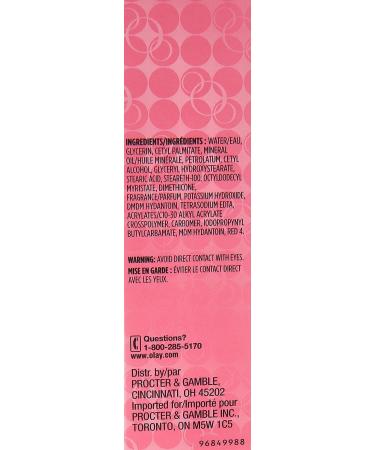 INGREDIENTS/INGRÉDIENTS: WATER/EAU,
GLYCERIN, CETYL PALMITATE, MINERAL
OIL/HUILE MINÉRALE, PETROLATUM, CETYL
ALCOHOL, GLYCERYL HYDROXYSTEARATE,
STEARIC ACID, STEARETH-100, OCTYLDODECYL
MYRISTATE, DIMETHICONE,
FRAGRANCE/PARFUM, POTASSIUM HYDROXIDE,
DMDM HYDANTOIN, TETRASODIUM EDTA,
ACRYLATES/C10-30 ALKYL ACRYLATE
CROSSPOLYMER, CARBOMER, IODOPROPYNYL
BUTYLCARBAMATE, MDM HYDANTOIN, RED 4.
WARNING: AVOID DIRECT CONTACT WITH EYES.
MISE EN GARDE : ÉVITER LE CONTACT DIRECT
AVEC LES YEUX.
Questions?
1-800-285-5170
www.olay.com
Distr. by/par
PROCTER & GAMBLE,
CINCINNATI, OH 45202
Imported for/Importé pour
PROCTER & GAMBLE INC.,
TORONTO, ON M5W 1C5
96849988